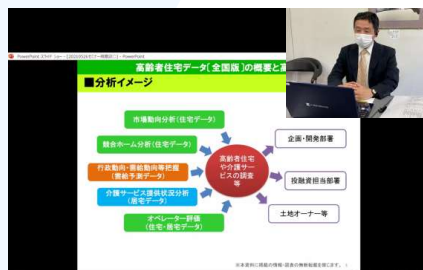 高齢者住宅データ［全国版］の概要と高
■分析イメージ
市場動向分析(住宅データ)
競合ホーム分析(住宅データ)
行政動向・需給動向等把握
(需給予測データ)
介護サービス提供状況分析
(居宅データ)
オペレーター評価
(住宅・居宅データ)
高齢者住宅
や介護サー
ビスの調査
等
企画・開発部署
投融資担当部署
土地オーナー等